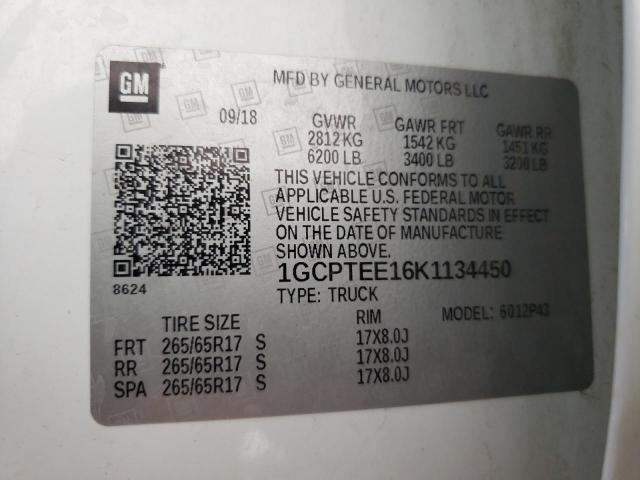 GM
MFD BY GENERAL MOTORS LLC
09/18 GVWR GAWR FRT GAWR RR
2812 KG 1542 KG 1451 KG
6200 LB 3400 LB 3200 LB
THIS VEHICLE CONFORMS TO ALL
APPLICABLE U.S. FEDERAL MOTOR
VEHICLE SAFETY STANDARDS IN EFFECT
ON THE DATE OF MANUFACTURE
SHOWN ABOVE.
8624 1GCPTEE16K1134450
TYPE: TRUCK MODEL: 6012P43
TIRE SIZE RIM
FRT 265/65R17 S 17X8.0J
RR 265/65R17 S 17X8.0J
SPA 265/65R17 S 17X8.0J